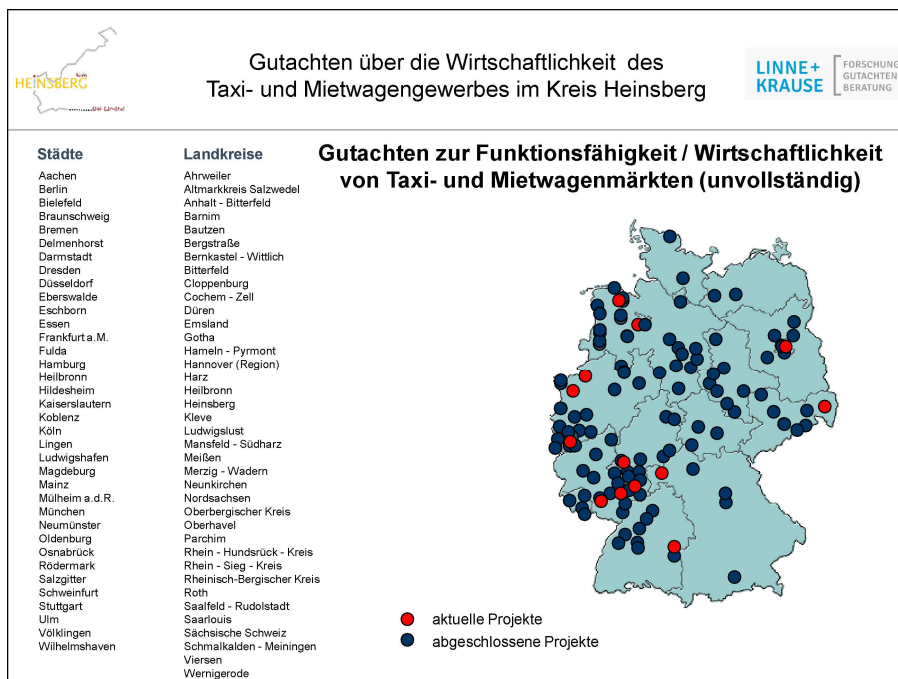 HEINSBERG
Gutachten über die Wirtschaftlichkeit des
Taxi- und Mietwagengewerbes im Kreis Heinsberg
LINNE+
KRAUSE
FORSCHUNG
GUTACHTEN
BERATUNG
Gutachten zur Funktionsfähigkeit / Wirtschaftlichkeit
von Taxi- und Mietwagenmärkten (unvollständig)
Städte
Aachen
Berlin
Bielefeld
Braunschweig
Bremen
Delmenhorst
Darmstadt
Dresden
Düsseldorf
Eberswalde
Eschborn
Essen
Frankfurt a.M.
Fulda
Hamburg
Heilbronn
Hildesheim
Kaiserslautern
Koblenz
Köln
Lingen
Ludwigshafen
Magdeburg
Mainz
Mülheim a.d.R.
München
Neumünster
Oldenburg
Osnabrück
Rödermark
Salzgitter
Schweinfurt
Stuttgart
Ulm
Völklingen
Wilhelmshaven
Landkreise
Ahrweiler
Altmarkkreis Salzwedel
Anhalt - Bitterfeld
Barnim
Bautzen
Bergstraße
Bernkastel - Wittlich
Bitterfeld
Cloppenburg
Cochem - Zell
Düren
Emsland
Gotha
Hameln - Pyrmont
Hannover (Region)
Harz
Heilbronn
Heinsberg
Kleve
Ludwigslust
Mansfeld - Südharz
Meißen
Merzig - Wadern
Neunkirchen
Nordsachsen
Oberbergischer Kreis
Oberhavel
Parchim
Rhein - Hundsrück - Kreis
Rhein - Sieg - Kreis
Rheinisch-Bergischer Kreis
Roth
Saalfeld - Rudolstadt
Saarlouis
Sächsische Schweiz
Schmalkalden - Meiningen
Viersen
Wernigerode
aktuelle Projekte
abgeschlossene Projekte